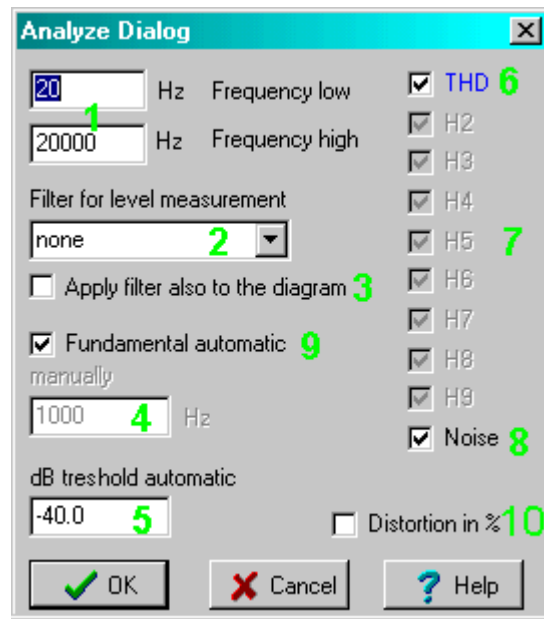 Analyze Dialog
20 Hz Frequency low
1
20000 Hz Frequency high
Filter for level measurement
none 2
Apply filter also to the diagram 3
Fundamental automatic 9
manually
1000 4 Hz
dB treshold automatic
-40.0 5
THD 6
H2
H3
H4
H5 7
H6
H7
H8
H9
Noise 8
Distortion in % 10
OK
Cancel
Help